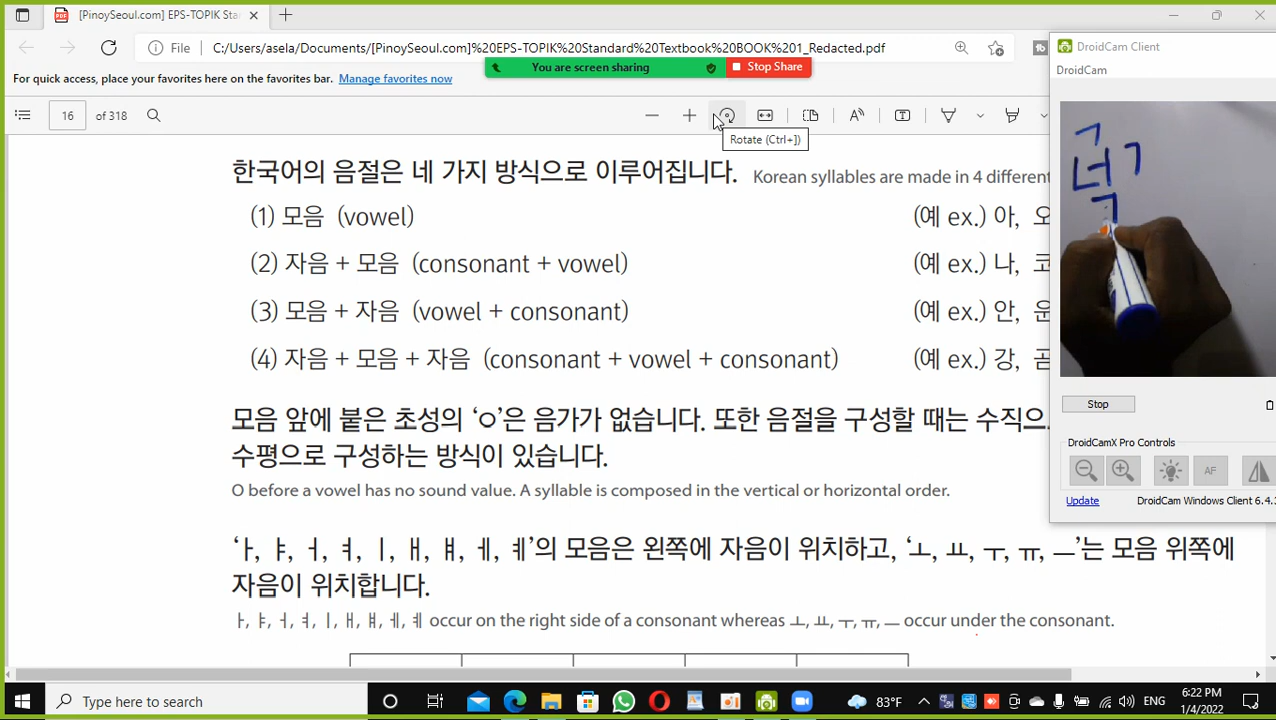 [PinoySeoul.com] EPS-TOPIK Sta
File
C:/Users/asela/Docume
[PinoySeoul.com]%20EPS-TOPIK%20Standard%20Textbook%20BOOK%201_Redacted.pdf
For quick assess, place your favorites here on the favorites bar. Manage favorites now
You are screen sharing
Stop Share
16 of 318
Rotate (Ctrl+])
한국어의 음절은 네 가지 방식으로 이루어집니다. Korean syllables are made in 4 different
(1) 모음 (vowel) (예 ex.) 아, 오
(2) 자음 + 모음 (consonant + vowel) (예 ex.) 나, 코
(3) 모음 + 자음 (vowel + consonant) (예 ex.) 안, 운
(4) 자음 + 모음 + 자음 (consonant + vowel + consonant) (예 ex.) 강, 곰
모음 앞에 붙은 초성의 ‘ㅇ’은 음가가 없습니다. 또한 음절을 구성할 때는 수직으
수평으로 구성하는 방식이 있습니다.
O before a vowel has no sound value. A syllable is composed in the vertical or horizontal order.
‘ㅏ, ㅑ, ㅓ, ㅕ, ㅣ, ㅐ, ㅒ, ㅔ, ㅖ’의 모음은 왼쪽에 자음이 위치하고, ‘ㅗ, ㅛ, ㅜ, ㅠ, ㅡ’는 모음 위쪽에
자음이 위치합니다.
ㅏ, ㅑ, ㅓ, ㅕ, ㅣ, ㅐ, ㅒ, ㅔ, ㅖ occur on the right side of a consonant whereas ㅗ, ㅛ, ㅜ, ㅠ, ㅡ occur under the consonant.
DroidCam Client
DroidCam
ㄱ
너 ㄱ
ㄱ
Stop
DroidCamX Pro Controls
AF
Update
DroidCam Windows Client 6.4.
Type here to search
83°F
ENG
6:22 PM
1/4/2022